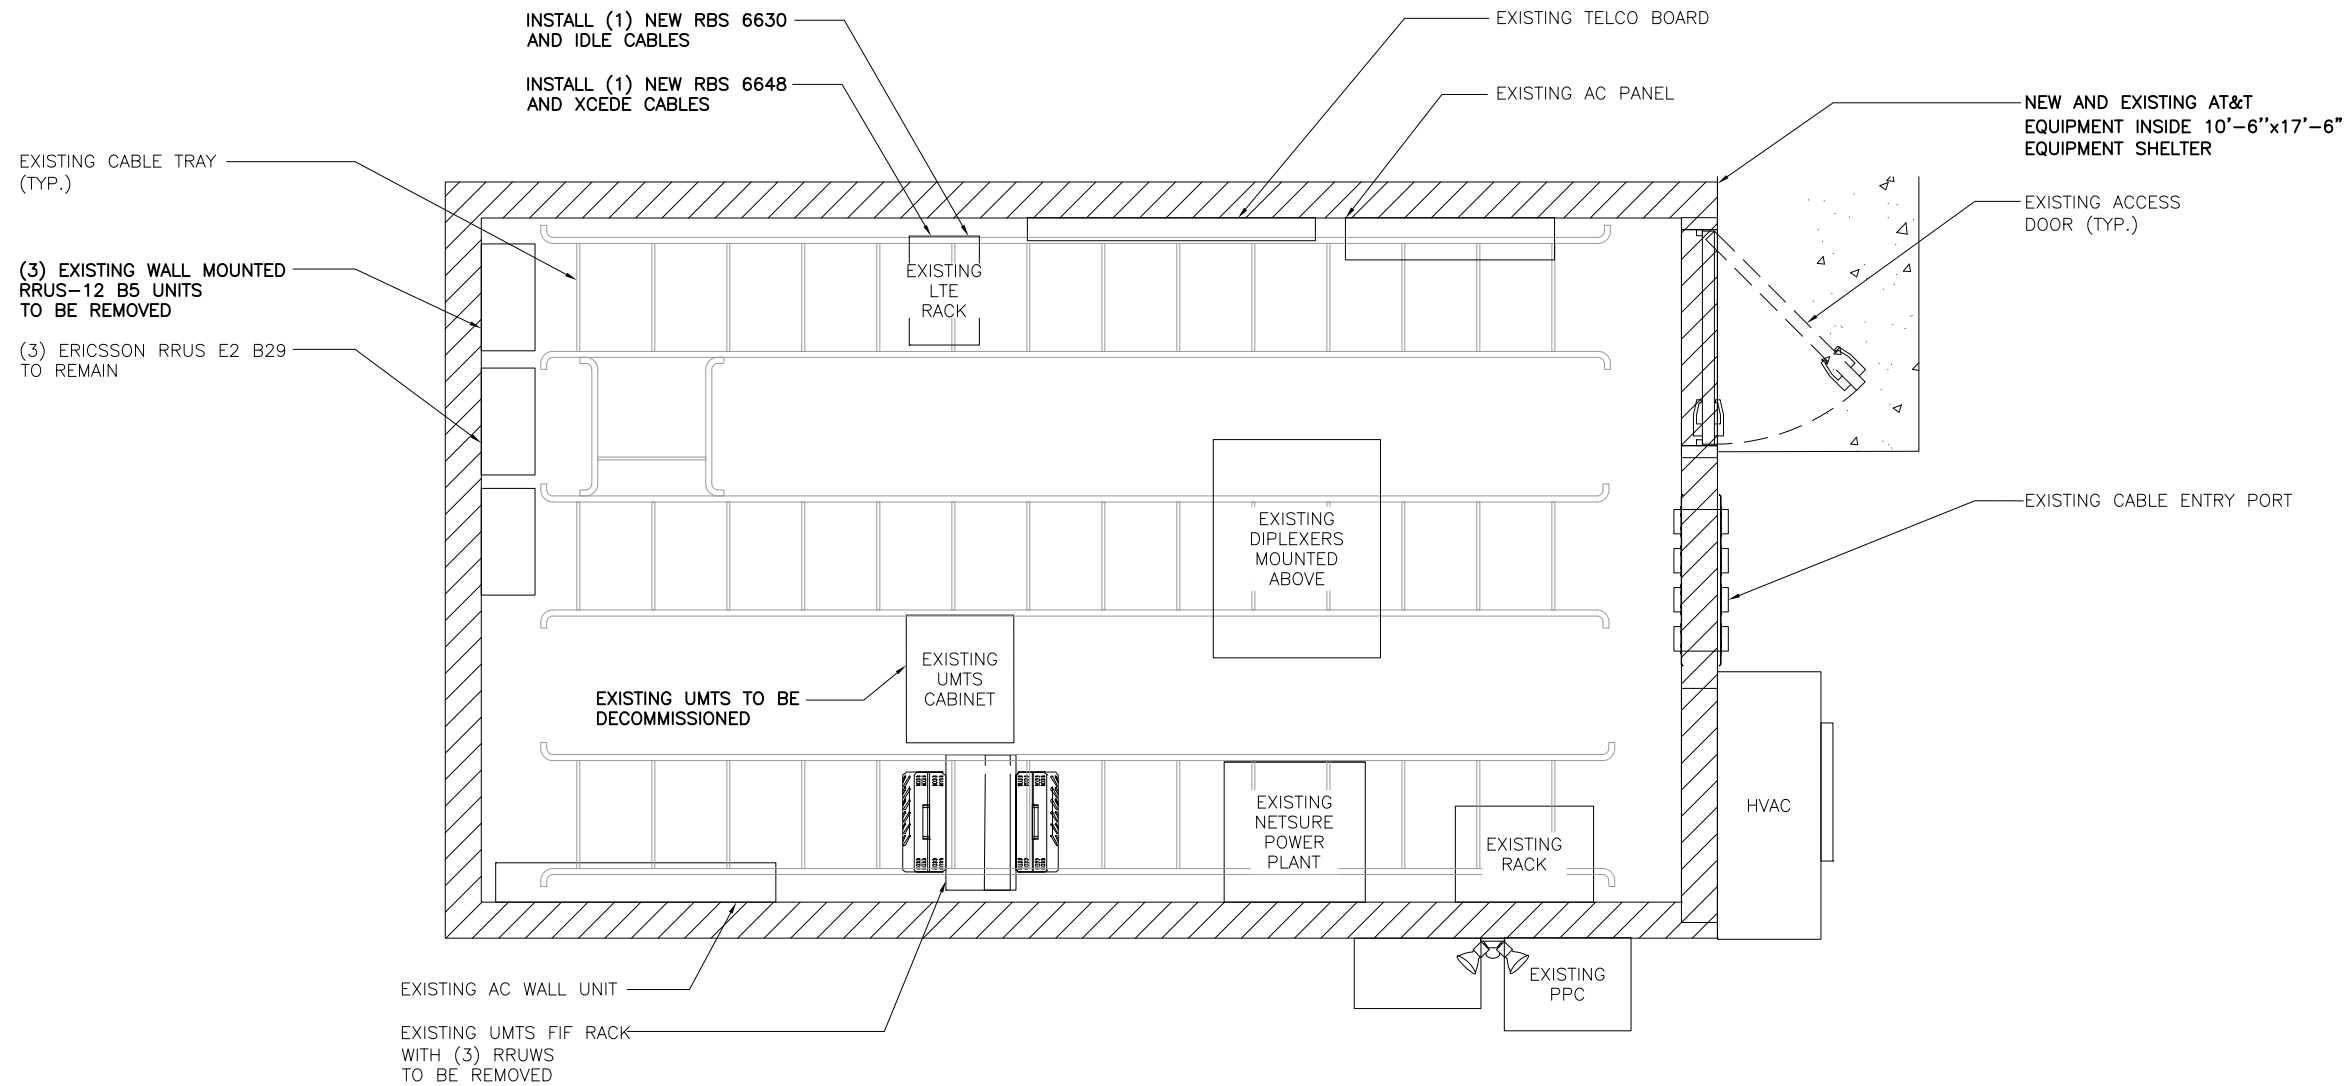 INSTALL (1) NEW RBS 6630
AND IDLE CABLES
INSTALL (1) NEW RBS 6648
AND XCEDE CABLES
EXISTING TELCO BOARD
EXISTING AC PANEL
NEW AND EXISTING AT&T
EQUIPMENT INSIDE 10'-6''x17'-6"
EQUIPMENT SHELTER
EXISTING CABLE TRAY
(TYP.)
EXISTING ACCESS
DOOR (TYP.)
(3) EXISTING WALL MOUNTED
RRUS-12 B5 UNITS
TO BE REMOVED
EXISTING
LTE
RACK
(3) ERICSSON RRUS E2 B29
TO REMAIN
EXISTING CABLE ENTRY PORT
EXISTING
DIPLEXERS
MOUNTED
ABOVE
EXISTING
UMTS
CABINET
EXISTING UMTS TO BE
DECOMMISSIONED
EXISTING
NETSURE
POWER
PLANT
EXISTING
RACK
HVAC
EXISTING
PPC
EXISTING AC WALL UNIT
EXISTING UMTS FIF RACK
WITH (3) RRUWS
TO BE REMOVED